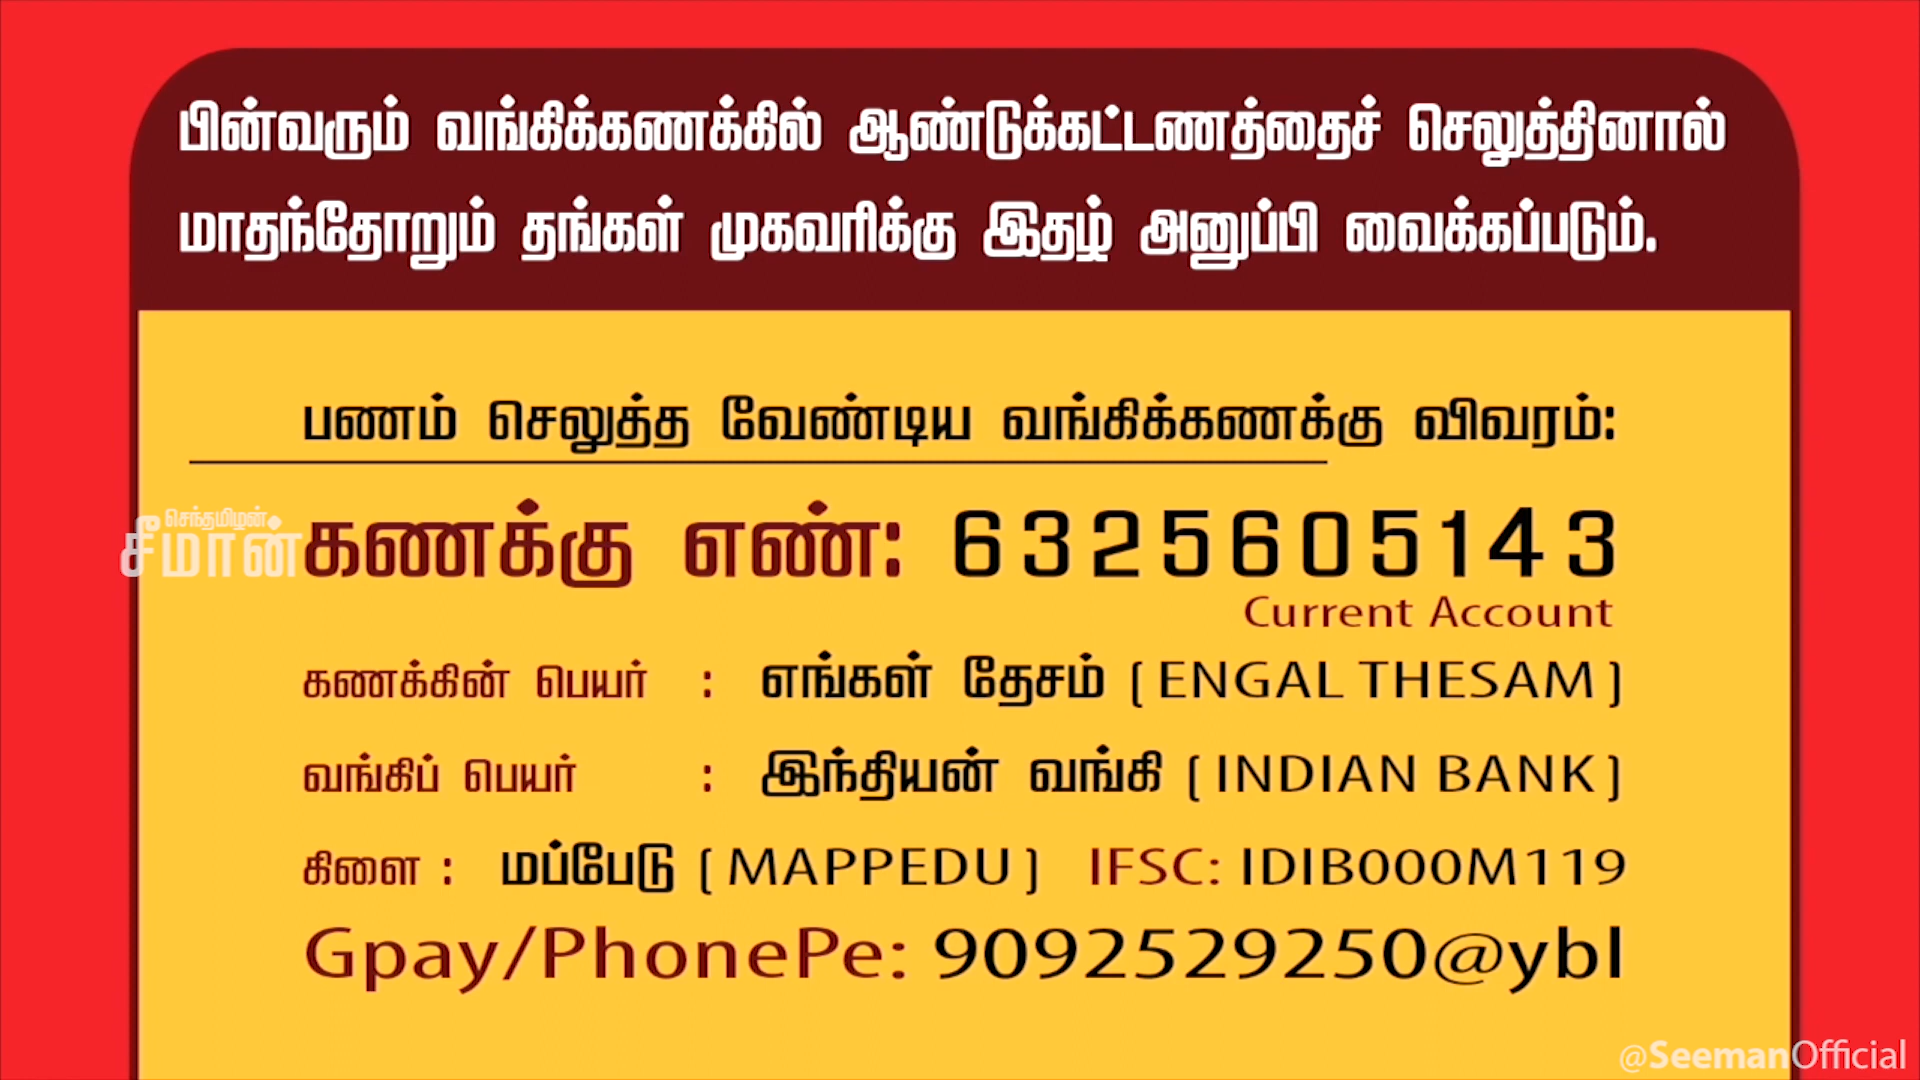 பின்வரும் வங்கிக்கணக்கில் ஆண்டுக்கட்டணத்தைச் செலுத்தினால்
மாதந்தோறும் தங்கள் முகவரிக்கு இதழ் அனுப்பி வைக்கப்படும்.
பணம் செலுத்த வேண்டிய வங்கிக்கணக்கு விவரம்:
செந்தமிழன்
சீமான்
கணக்கு எண்: 6325605143
Current Account
கணக்கின் பெயர் : எங்கள் தேசம் (ENGAL THESAM)
வங்கிப் பெயர் : இந்தியன் வங்கி (INDIAN BANK)
கிளை : மப்பேடு (MAPPEDU) IFSC: IDIB000M119
Gpay/PhonePe: 9092529250@ybl
@SeemanOfficial